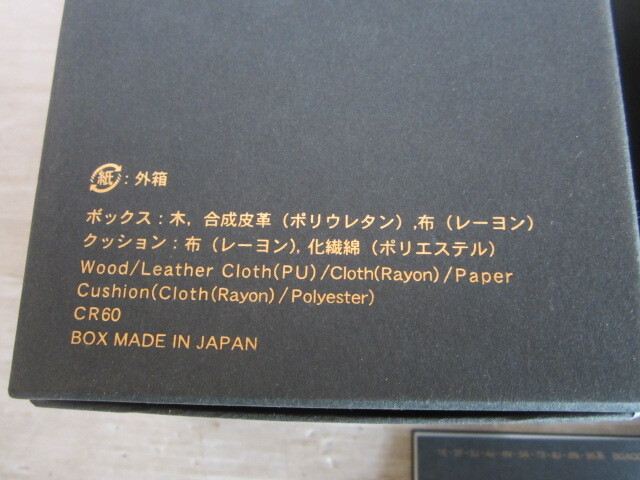 紙:外箱
ボックス:木, 合成皮革(ポリウレタン),布(レーヨン)
クッション:布(レーヨン), 化繊綿(ポリエステル)
Wood/Leather Cloth(PU)/Cloth(Rayon)/Paper
Cushion(Cloth(Rayon)/Polyester)
CR60
BOX MADE IN JAPAN